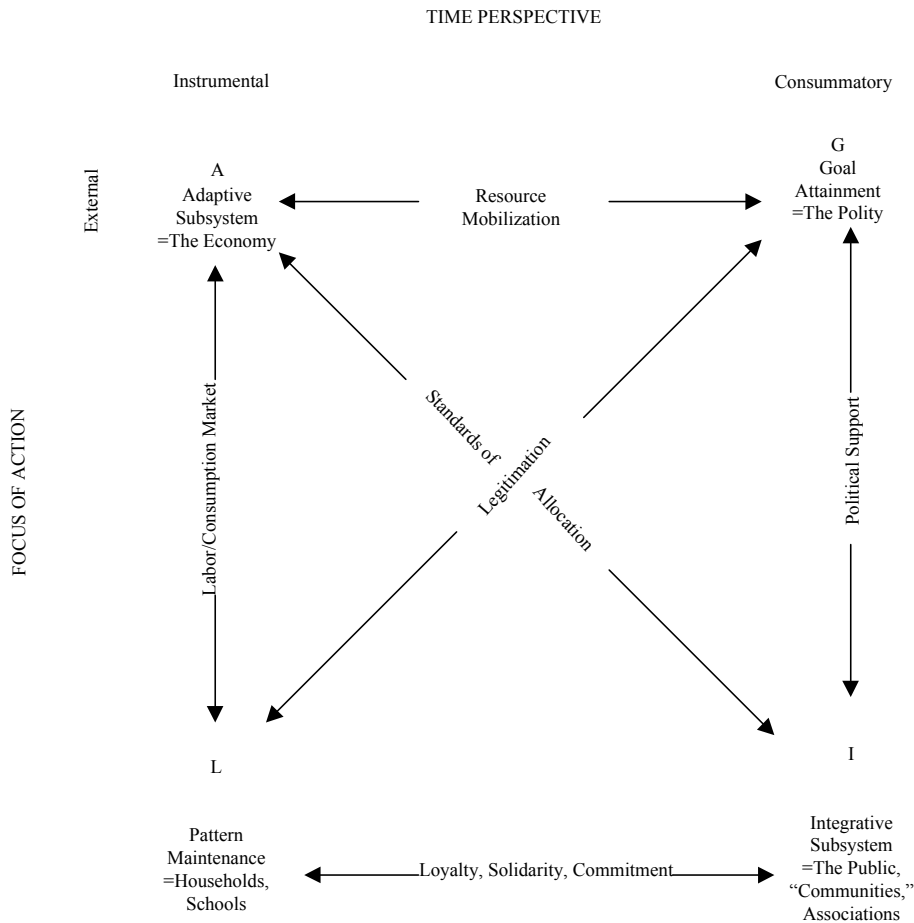 TIME PERSPECTIVE
Instrumental
Consummatory
External
A
Adaptive
Subsystem
=The Economy
Resource
Mobilization
G
Goal
Attainment
=The Polity
FOCUS OF ACTION
Labor/Consumption Market
Standards of
Allocation
Legitimation
Political Support
L
Pattern
Maintenance
=Households,
Schools
Loyalty, Solidarity, Commitment
I
Integrative
Subsystem
=The Public,
“Communities,”
Associations